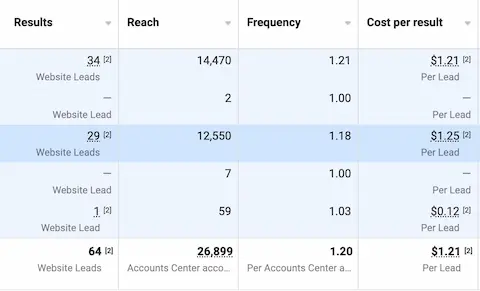 Results Reach Frequency Cost per result
34 [2] 14,470 1.21 $1.21 [2]
Website Leads Per Lead
— 2 1.00 —
Website Lead Per Lead
29 [2] 12,550 1.18 $1.25 [2]
Website Leads Per Lead
— 7 1.00 —
Website Lead Per Lead
1 [2] 59 1.03 $0.12 [2]
Website Lead Per Lead
64 [2] 26,899 1.20 $1.21 [2]
Website Leads Accounts Center acco... Per Accounts Center a... Per Lead